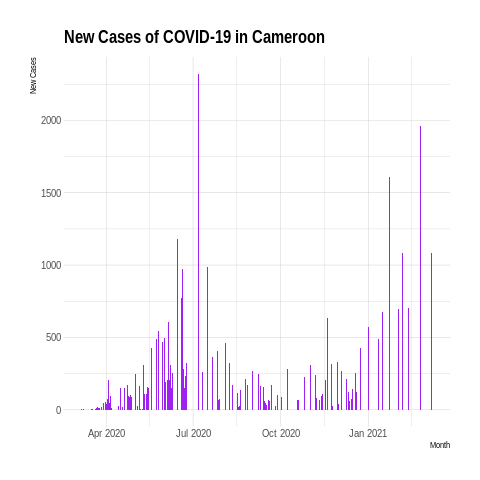 New Cases of COVID-19 in Cameroon
New Cases
2000
1500
1000
500
0
Apr 2020 Jul 2020 Oct 2020 Jan 2021
Month